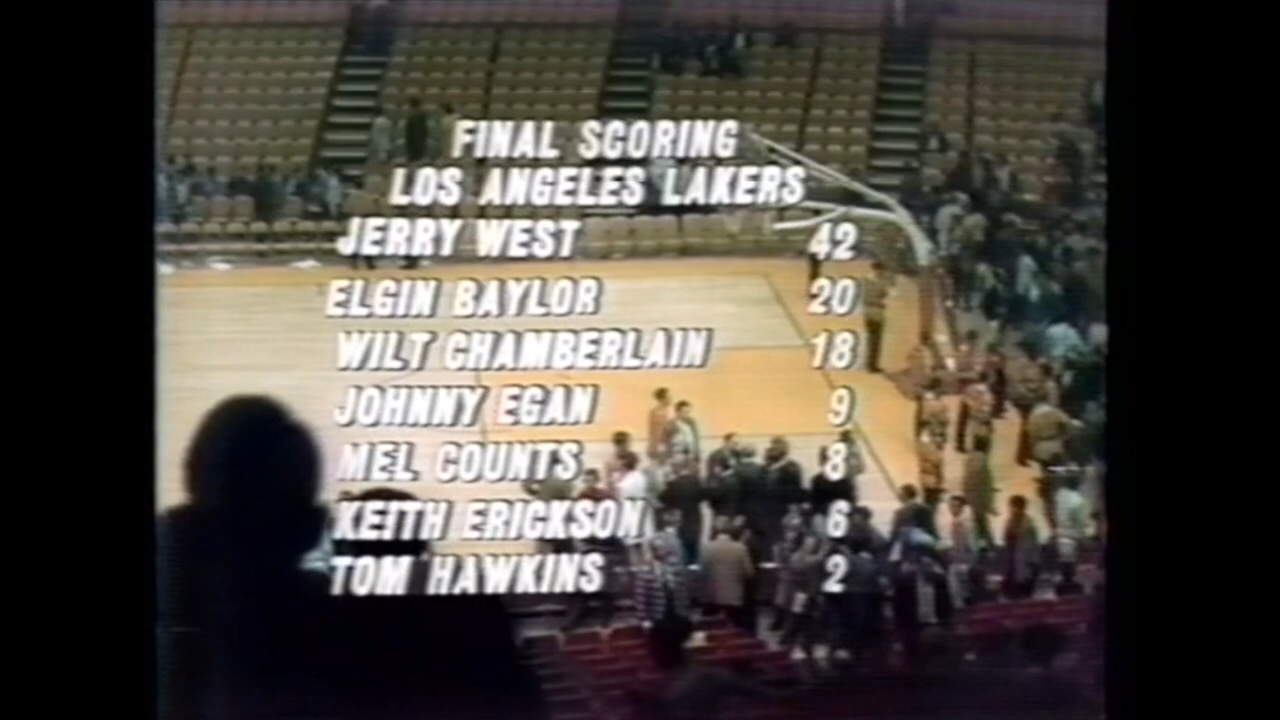 FINAL SCORING
LOS ANGELES LAKERS
JERRY WEST 42
ELGIN BAYLOR 20
WILT CHAMBERLAIN 18
JOHNNY EGAN 9
MEL COUNTS 8
KEITH ERICKSON 6
TOM HAWKINS 2